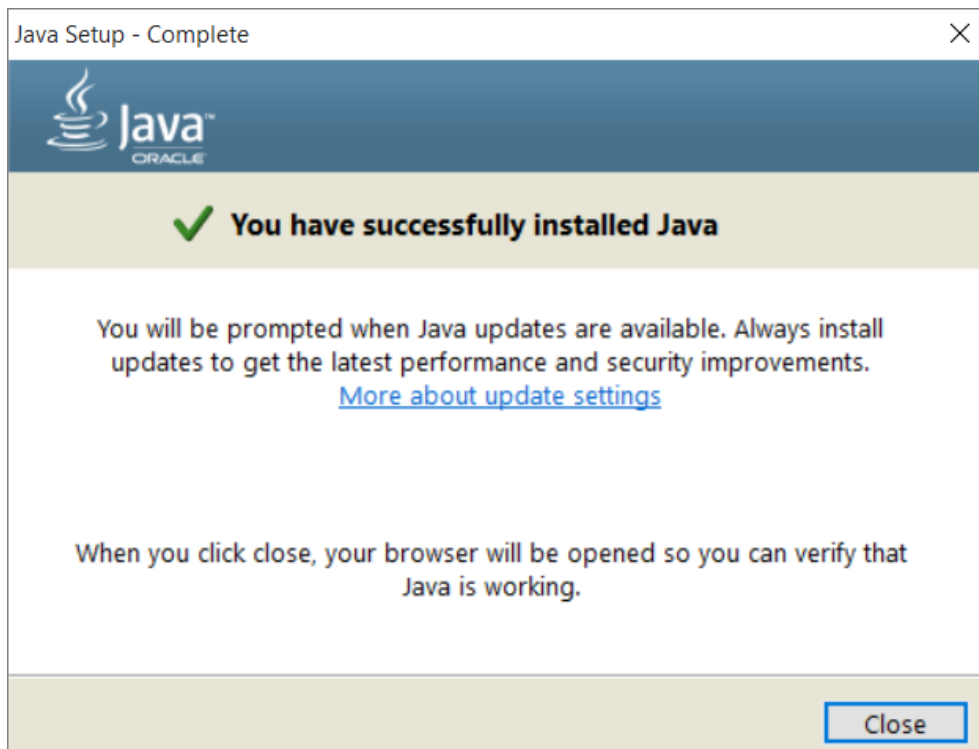 Java Setup - Complete
Java™
ORACLE
You have successfully installed Java
You will be prompted when Java updates are available. Always install
updates to get the latest performance and security improvements.
More about update settings
When you click close, your browser will be opened so you can verify that
Java is working.
Close